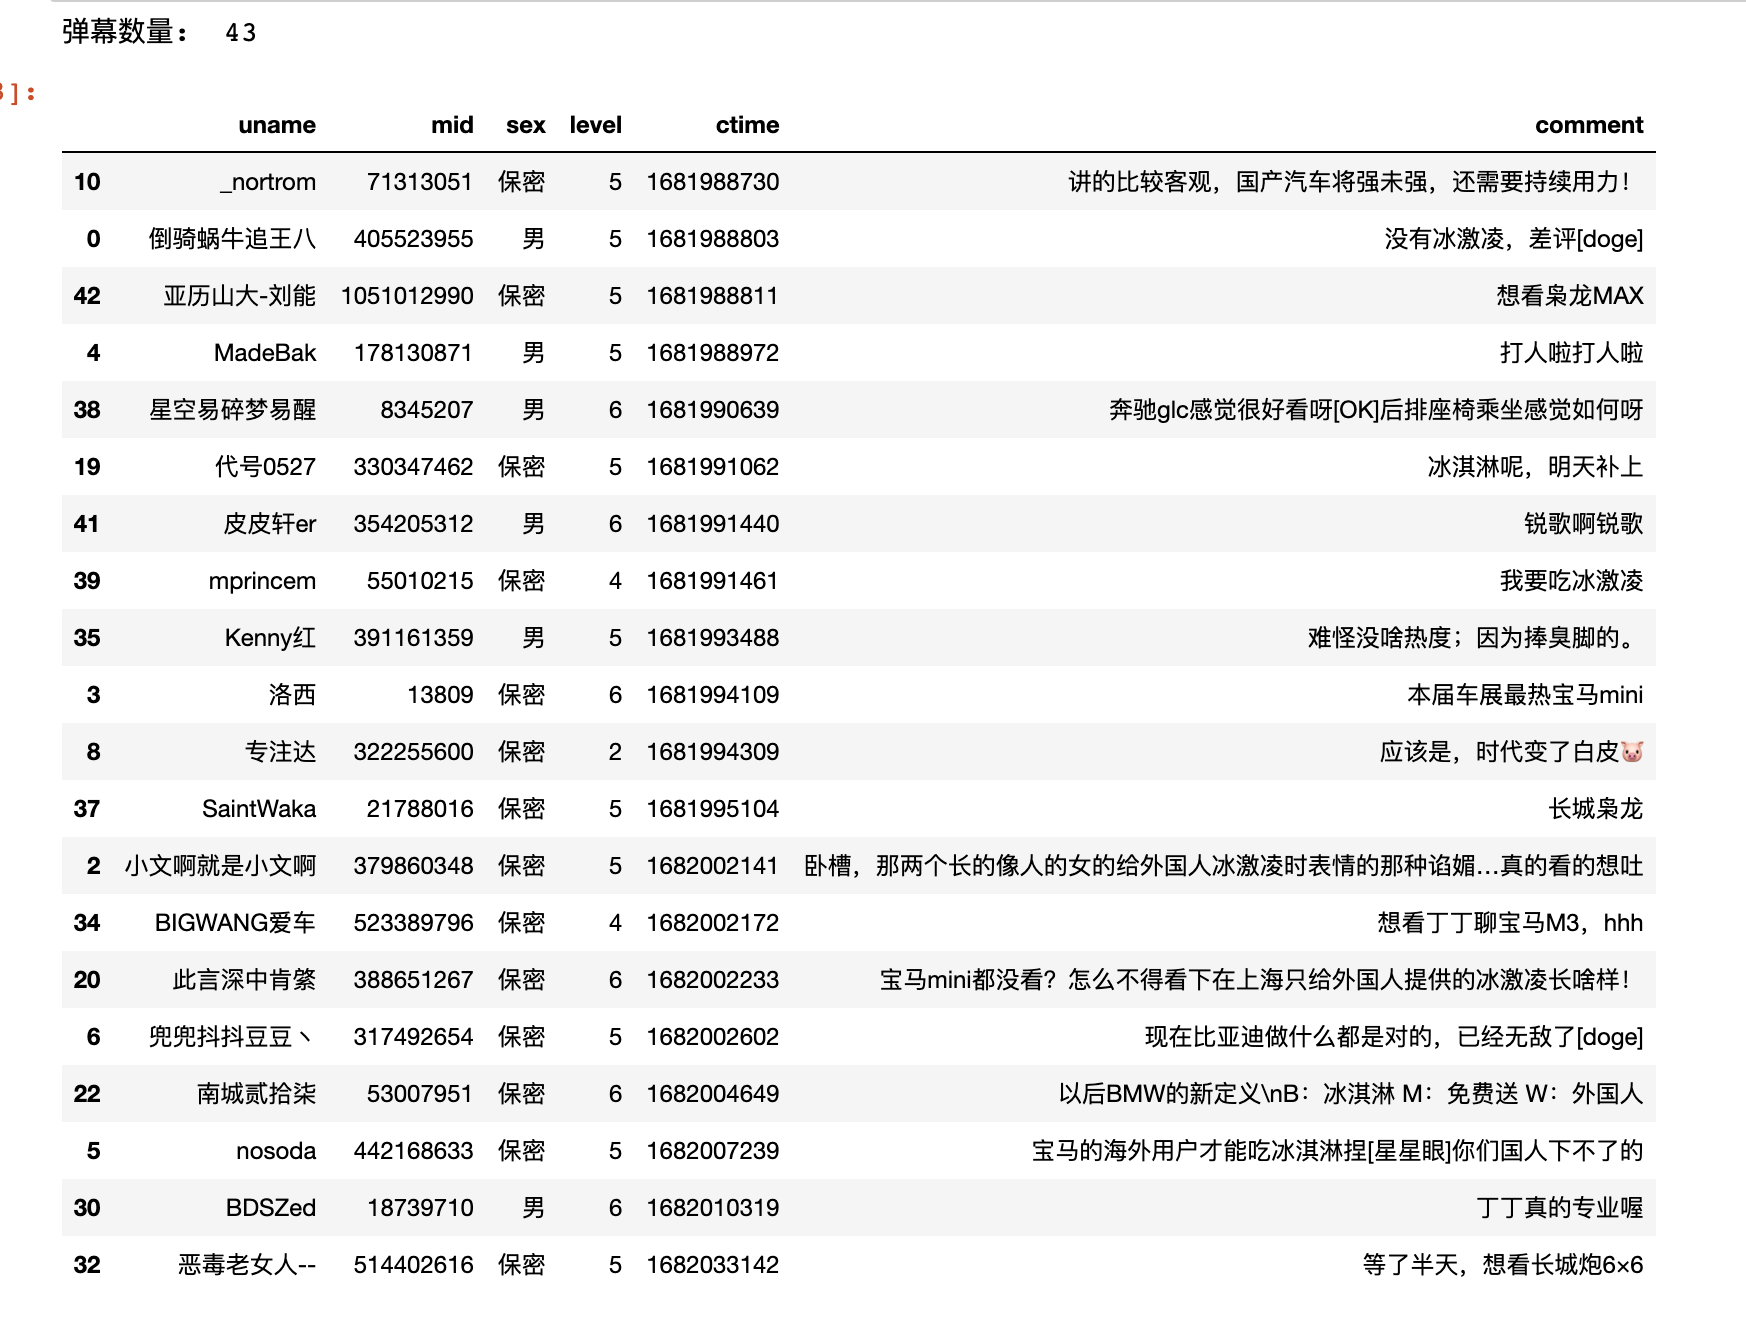 弹幕数量： 43
3]:
uname mid sex level ctime comment
10 _nortrom 71313051 保密 5 1681988730 讲的比较客观，国产汽车将强未强，还需要持续用力！
0 倒骑蜗牛追王八 405523955 男 5 1681988803 没有冰激凌，差评[doge]
42 亚历山大-刘能 1051012990 保密 5 1681988811 想看枭龙MAX
4 MadeBak 178130871 男 5 1681988972 打人啦打人啦
38 星空易碎梦易醒 8345207 男 6 1681990639 奔驰glc感觉很好看呀[OK]后排座椅乘坐感觉如何呀
19 代号0527 330347462 保密 5 1681991062 冰淇淋呢，明天补上
41 皮皮轩er 354205312 男 6 1681991440 锐歌啊锐歌
39 mprincem 55010215 保密 4 1681991461 我要吃冰激凌
35 Kenny红 391161359 男 5 1681993488 难怪没啥热度；因为捧臭脚的。
3 洛西 13809 保密 6 1681994109 本届车展最热宝马mini
8 专注达 322255600 保密 2 1681994309 应该是，时代变了白皮🐷
37 SaintWaka 21788016 保密 5 1681995104 长城枭龙
2 小文啊就是小文啊 379860348 保密 5 1682002141 卧槽，那两个长的像人的女的给外国人冰激凌时表情的那种谄媚…真的看的想吐
34 BIGWANG爱车 523389796 保密 4 1682002172 想看丁丁聊宝马M3，hhh
20 此言深中肯綮 388651267 保密 6 1682002233 宝马mini都没看？怎么不得看下在上海只给外国人提供的冰激凌长啥样！
6 兜兜抖抖豆豆丶 317492654 保密 5 1682002602 现在比亚迪做什么都是对的，已经无敌了[doge]
22 南城贰拾柒 53007951 保密 6 1682004649 以后BMW的新定义\nB：冰淇淋 M：免费送 W：外国人
5 nosoda 442168633 保密 5 1682007239 宝马的海外用户才能吃冰淇淋捏[星星眼]你们国人下不了的
30 BDSZed 18739710 男 6 1682010319 丁丁真的专业喔
32 恶毒老女人-- 514402616 保密 5 1682033142 等了半天，想看长城炮6×6